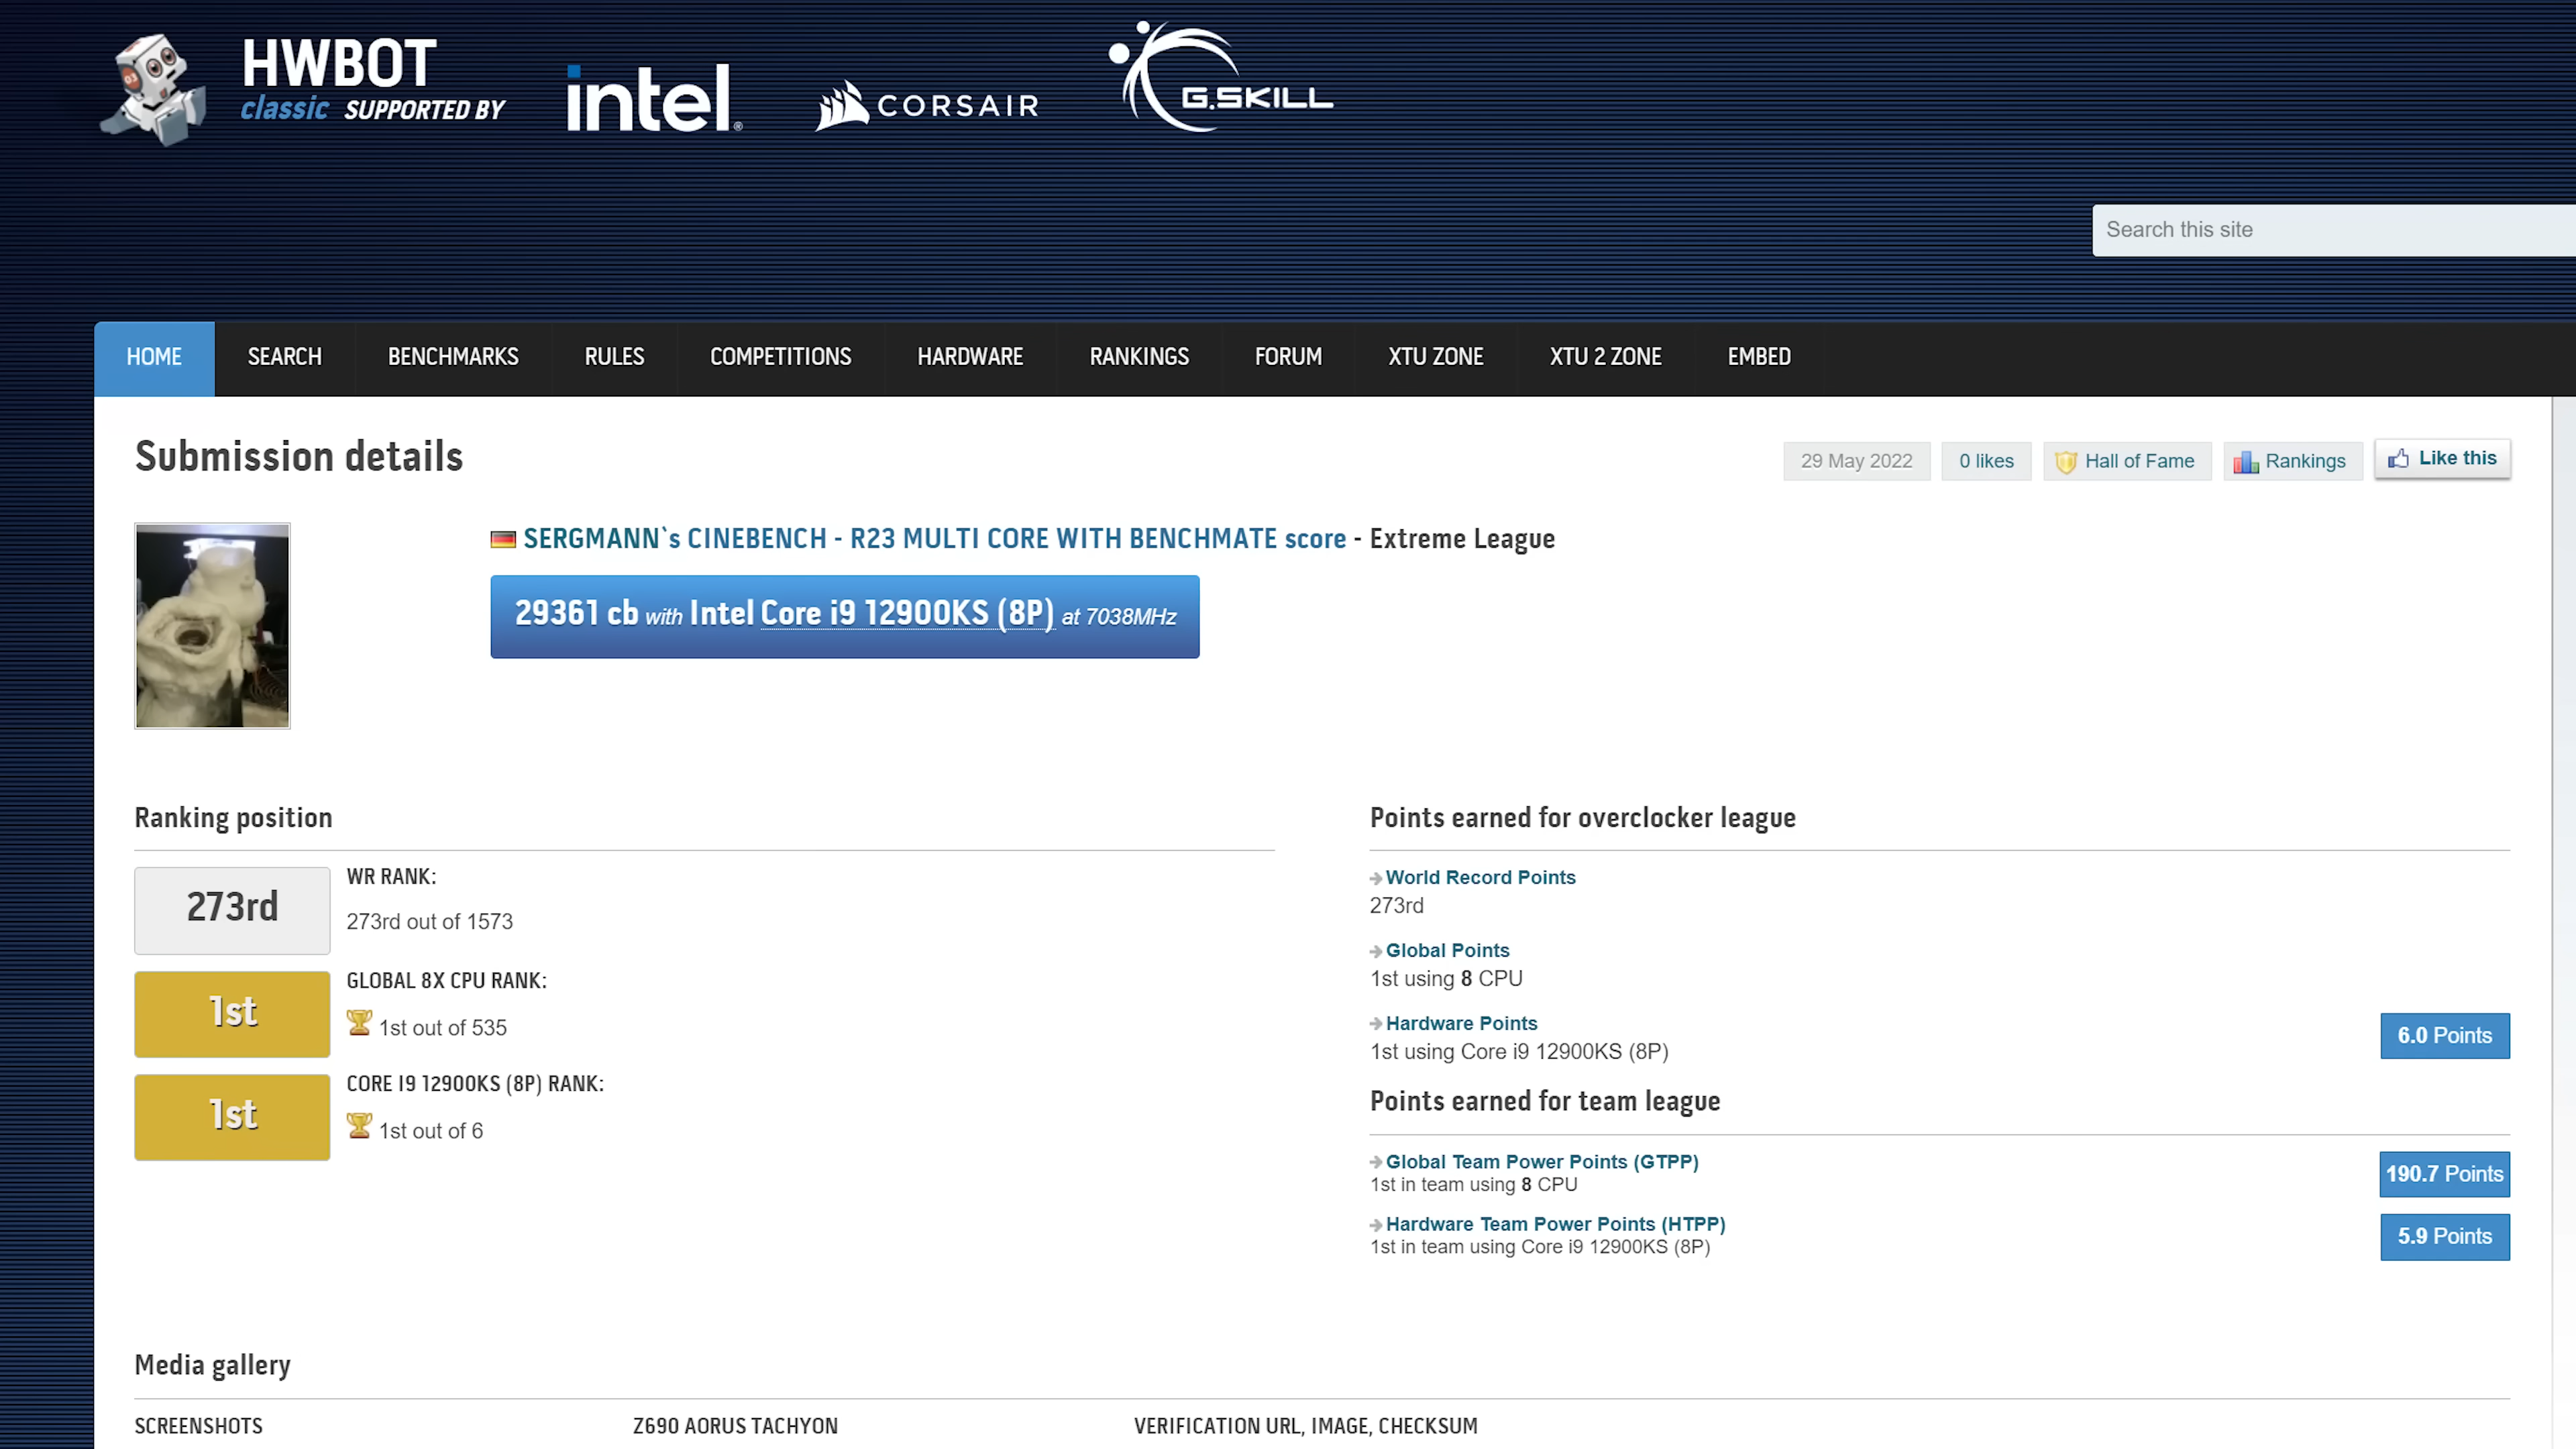 HWBOT
classic SUPPORTED BY
intel®
CORSAIR
G.SKILL
Search this site
HOME SEARCH BENCHMARKS RULES COMPETITIONS HARDWARE RANKINGS FORUM XTU ZONE XTU 2 ZONE EMBED
Submission details
29 May 2022 0 likes Hall of Fame Rankings Like this
SERGMANN`s CINEBENCH - R23 MULTI CORE WITH BENCHMATE score - Extreme League
29361 cb with Intel Core i9 12900KS (8P) at 7038MHz
Ranking position
273rd
WR RANK:
273rd out of 1573
1st
GLOBAL 8X CPU RANK:
1st out of 535
1st
CORE I9 12900KS (8P) RANK:
1st out of 6
Points earned for overclocker league
World Record Points
273rd
Global Points
1st using 8 CPU
Hardware Points
1st using Core i9 12900KS (8P)
6.0 Points
Points earned for team league
Global Team Power Points (GTPP)
1st in team using 8 CPU
190.7 Points
Hardware Team Power Points (HTPP)
1st in team using Core i9 12900KS (8P)
5.9 Points
Media gallery
SCREENSHOTS Z690 AORUS TACHYON VERIFICATION URL, IMAGE, CHECKSUM